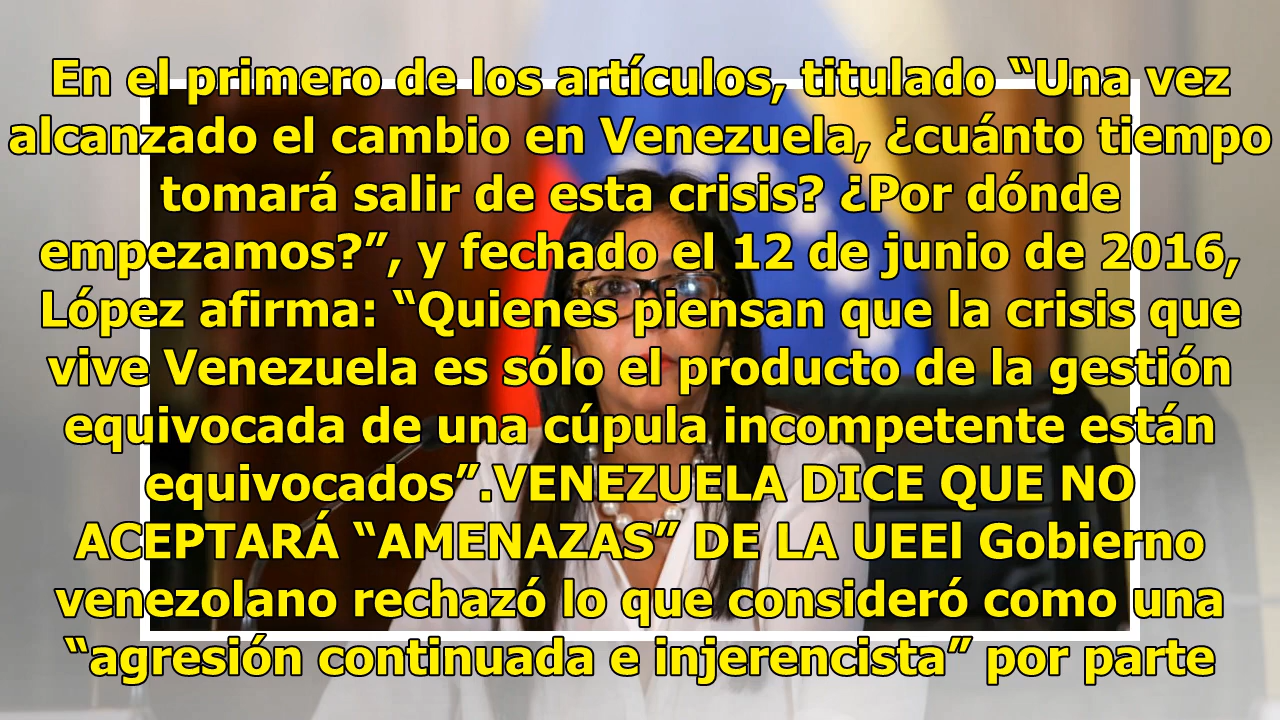 En el primero de los artículos, titulado “Una vez
alcanzado el cambio en Venezuela, ¿cuánto tiempo
tomará salir de esta crisis? ¿Por dónde
empezamos?”, y fechado el 12 de junio de 2016,
López afirma: “Quienes piensan que la crisis que
vive Venezuela es sólo el producto de la gestión
equivocada de una cúpula incompetente están
equivocados”.VENEZUELA DICE QUE NO
ACEPTARÁ “AMENAZAS” DE LA UEEl Gobierno
venezolano rechazó lo que consideró como una
“agresión continuada e injerencista” por parte